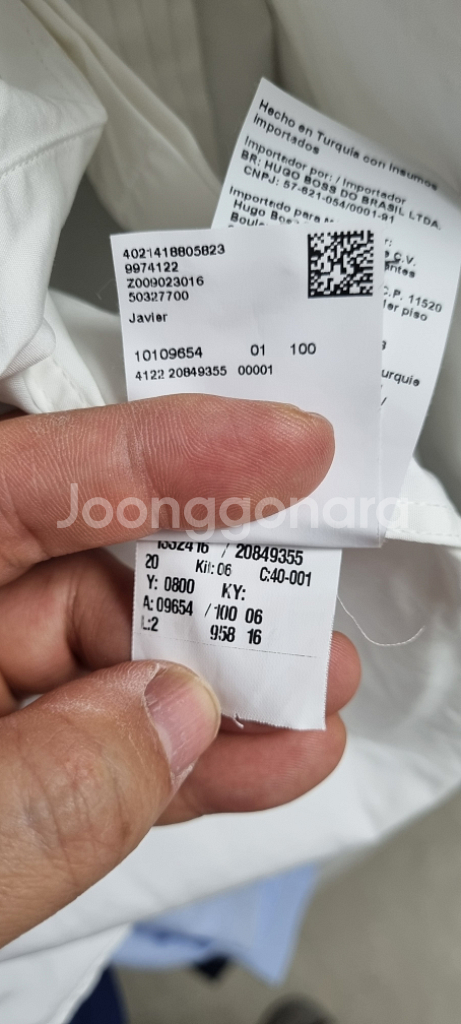 Hecho en Turquía con insumos
importados
Importador por: / Importador
BR: HUGO BOSS DO BRASIL LTDA.
CNPJ: 57-621-054/0001-91
Importado para
Hugo
C.V.
C.P. 11520
piso
4021418805823
9974122
Z009023016
50327700
Javier
10109654 01 100
4122 20849355 00001
Joonggonara
/ 20849355
20 Kit: 06 C:40-001
Y: 0800 KY:
A: 09654 /100 06
L:2 958 16